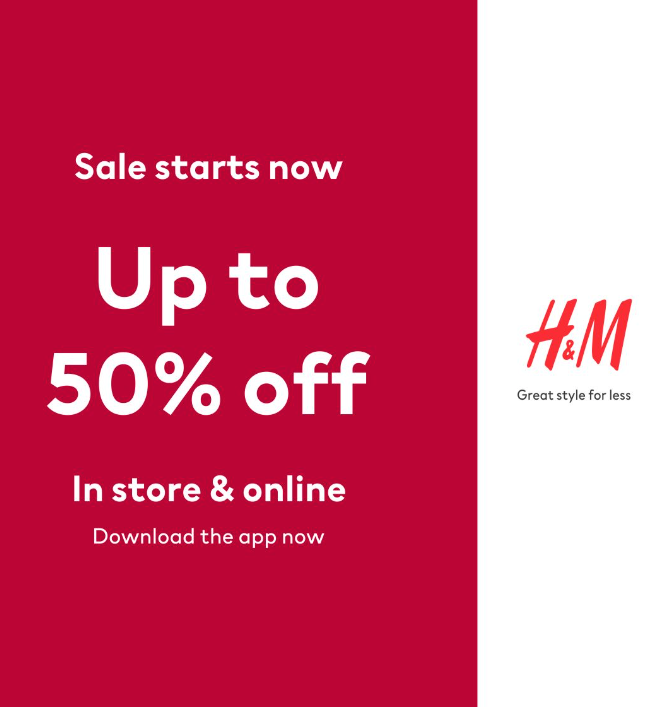 Sale starts now
Up to
50% off
In store & online
Download the app now
H&M
Great style for less